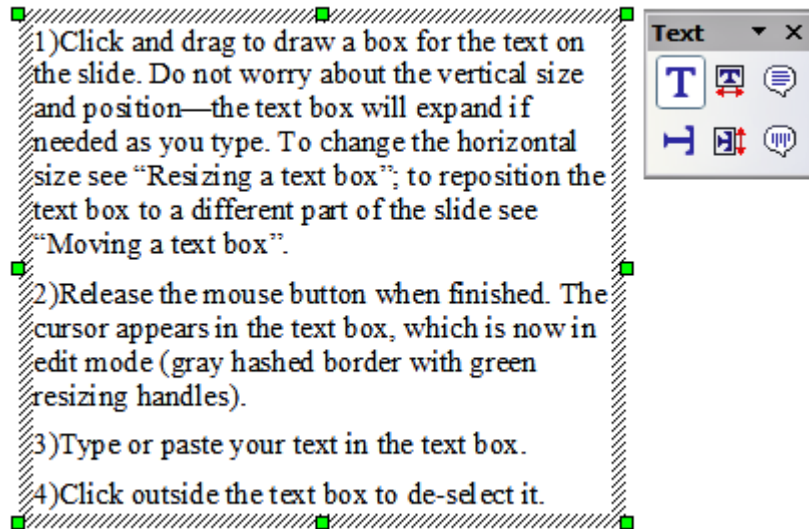 1)Click and drag to draw a box for the text on
the slide. Do not worry about the vertical size
and position—the text box will expand if
needed as you type. To change the horizontal
size see “Resizing a text box”; to reposition the
text box to a different part of the slide see
“Moving a text box”.
2)Release the mouse button when finished. The
cursor appears in the text box, which is now in
edit mode (gray hashed border with green
resizing handles).
3)Type or paste your text in the text box.
4)Click outside the text box to de-select it.
Text